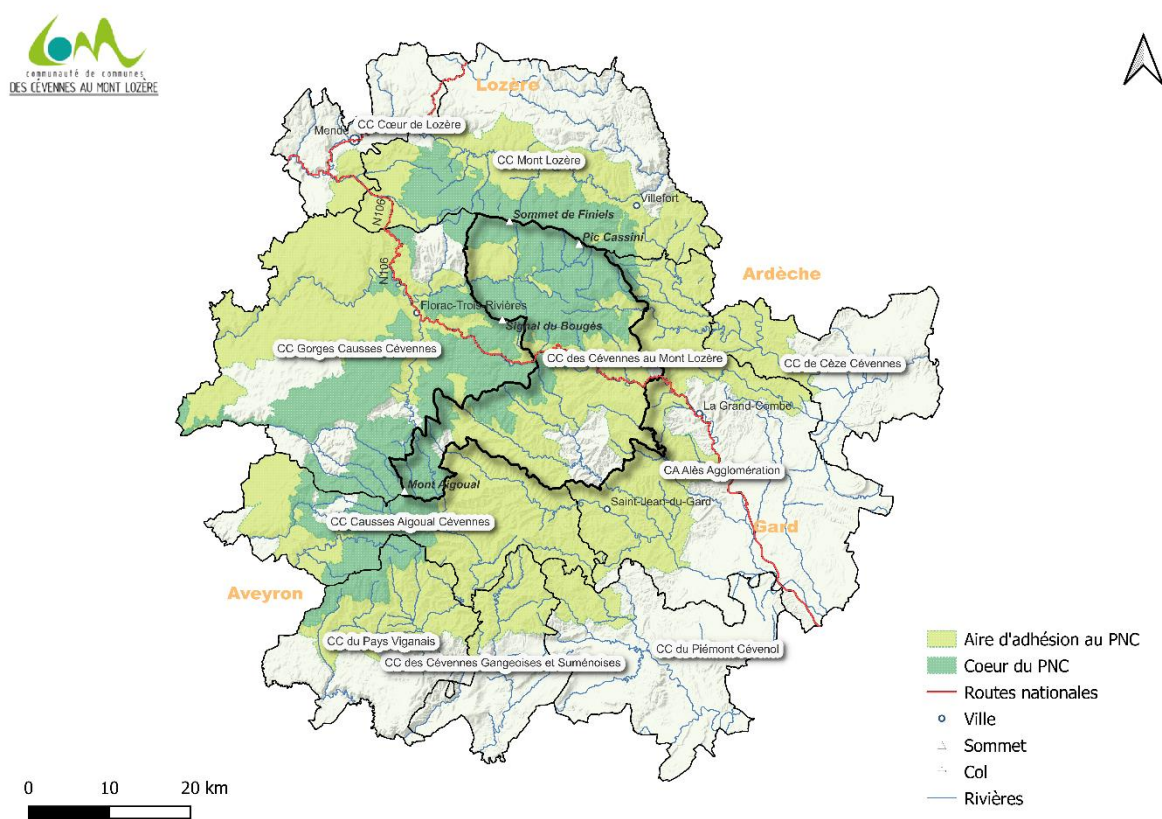 COM
communauté de communes
DES CÉVENNES AU MONT LOZÈRE
Lozère
Mende
CC Cœur de Lozère
CC Mont Lozère
Villefort
N106
Sommet de Finiels
Pic Cassini
N106
Ardèche
Florac-Trois-Rivières
Signal du Bougès
CC Gorges Causses Cévennes
CC des Cévennes au Mont Lozère
CC de Cèze Cévennes
La Grand-Combe
CA Alès Agglomération
Mont Aigoual
Saint-Jean-du-Gard
CC Causses Aigoual Cévennes
Gard
Aveyron
CC du Pays Viganais
CC des Cévennes Gangeoises et Suménoises
CC du Piémont Cévenol
Aire d'adhésion au PNC
Coeur du PNC
Routes nationales
Ville
Sommet
Col
Rivières
0 10 20 km